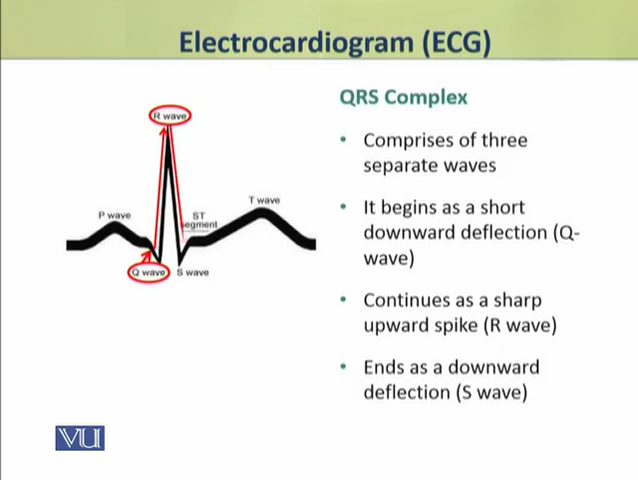 Electrocardiogram (ECG)
QRS Complex
• Comprises of three
separate waves
• It begins as a short
downward deflection (Q-
wave)
• Continues as a sharp
upward spike (R wave)
• Ends as a downward
deflection (S wave)
R wave
P wave
ST
segment
T wave
Q wave
S wave
VU